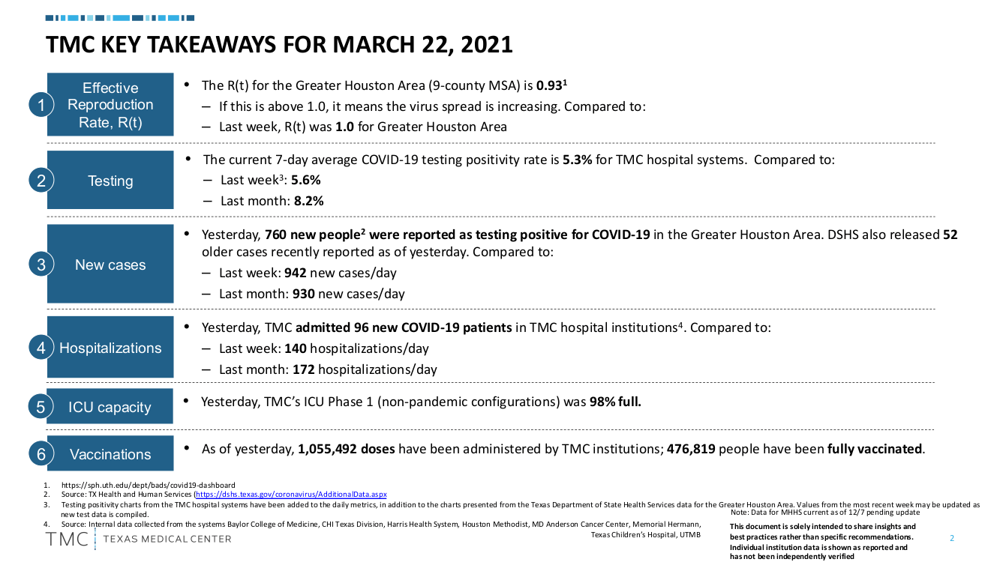 TMC KEY TAKEAWAYS FOR MARCH 22, 2021
1
Effective
Reproduction
Rate, R(t)
• The R(t) for the Greater Houston Area (9-county MSA) is 0.93¹
– If this is above 1.0, it means the virus spread is increasing. Compared to:
– Last week, R(t) was 1.0 for Greater Houston Area
2
Testing
• The current 7-day average COVID-19 testing positivity rate is 5.3% for TMC hospital systems. Compared to:
– Last week³: 5.6%
– Last month: 8.2%
3
New cases
• Yesterday, 760 new people² were reported as testing positive for COVID-19 in the Greater Houston Area. DSHS also released 52
older cases recently reported as of yesterday. Compared to:
– Last week: 942 new cases/day
– Last month: 930 new cases/day
4
Hospitalizations
• Yesterday, TMC admitted 96 new COVID-19 patients in TMC hospital institutions⁴. Compared to:
– Last week: 140 hospitalizations/day
– Last month: 172 hospitalizations/day
5
ICU capacity
• Yesterday, TMC’s ICU Phase 1 (non-pandemic configurations) was 98% full.
6
Vaccinations
• As of yesterday, 1,055,492 doses have been administered by TMC institutions; 476,819 people have been fully vaccinated.
1. https://sph.uth.edu/dept/bads/covid19-dashboard
2. Source: TX Health and Human Services (https://dshs.texas.gov/coronavirus/AdditionalData.aspx
3. Testing positivity charts from the TMC hospital systems have been added to the daily metrics, in addition to the charts presented from the Texas Department of State Health Services data for the Greater Houston Area. Values from the most recent week may be updated as
new test data is compiled.
4. Source: Internal data collected from the systems Baylor College of Medicine, CHI Texas Division, Harris Health System, Houston Methodist, MD Anderson Cancer Center, Memorial Hermann,
Texas Children’s Hospital, UTMB
Note: Data for MHHS current as of 12/7 pending update
This document is solely intended to share insights and
best practices rather than specific recommendations.
Individual institution data is shown as reported and
has not been independently verified
TMC TEXAS MEDICAL CENTER
2